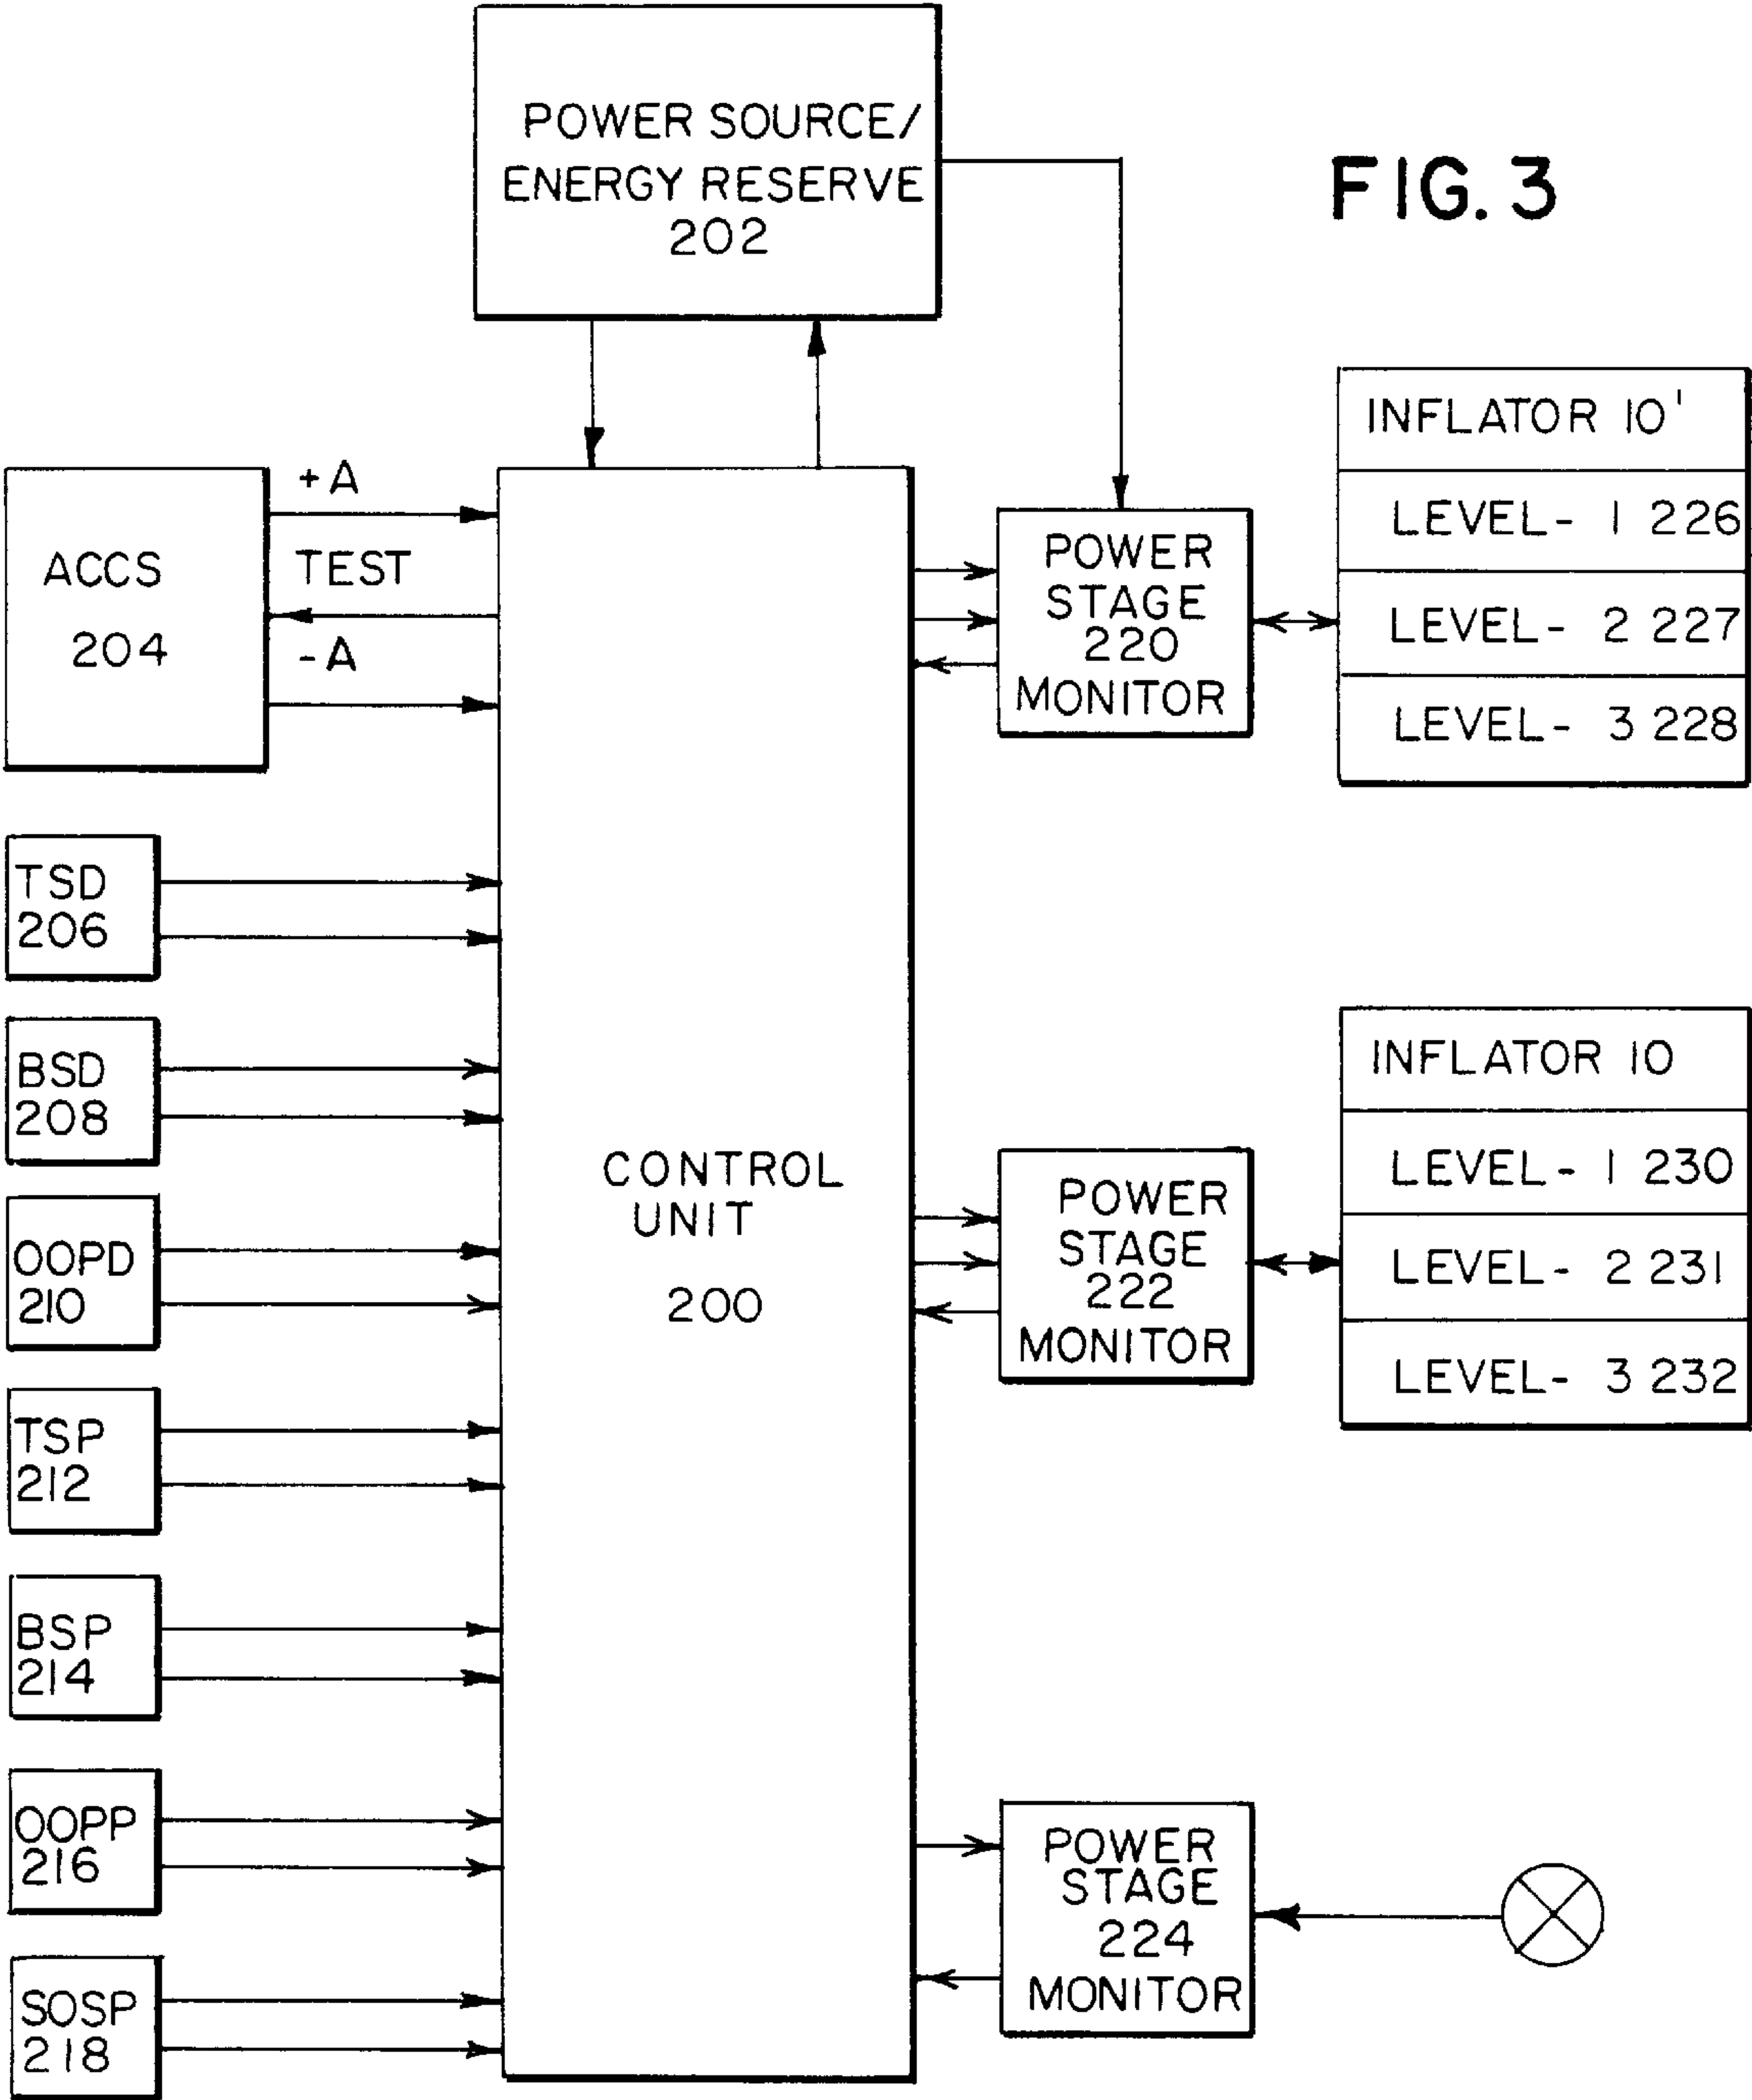 POWER SOURCE/
ENERGY RESERVE
202
FIG. 3
ACCS
204
+A
TEST
-A
TSD
206
BSD
208
OOPD
210
TSP
212
BSP
214
OOPP
216
SOSP
218
CONTROL
UNIT
200
POWER
STAGE
220
MONITOR
INFLATOR 10'
LEVEL- 1 226
LEVEL- 2 227
LEVEL- 3 228
POWER
STAGE
222
MONITOR
INFLATOR 10
LEVEL- 1 230
LEVEL- 2 231
LEVEL- 3 232
POWER
STAGE
224
MONITOR